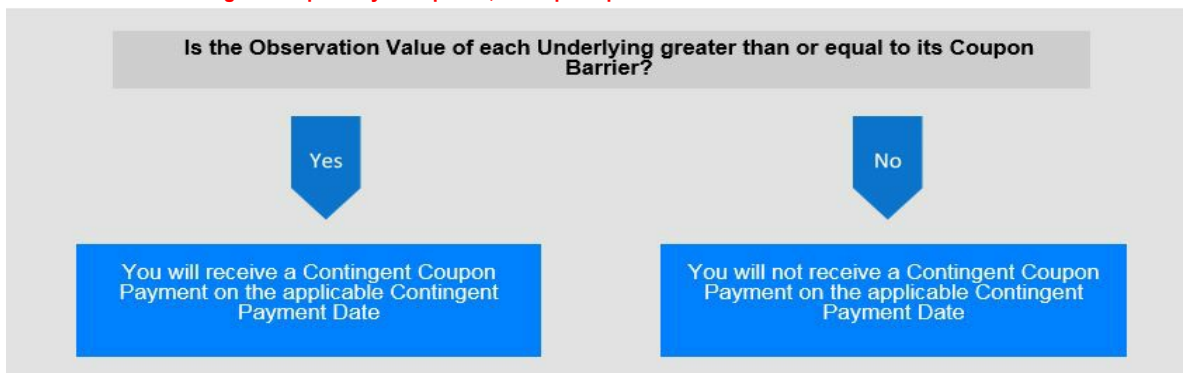 Is the Observation Value of each Underlying greater than or equal to its Coupon
Barrier?
Yes
No
You will receive a Contingent Coupon
Payment on the applicable Contingent
Payment Date
You will not receive a Contingent Coupon
Payment on the applicable Contingent
Payment Date